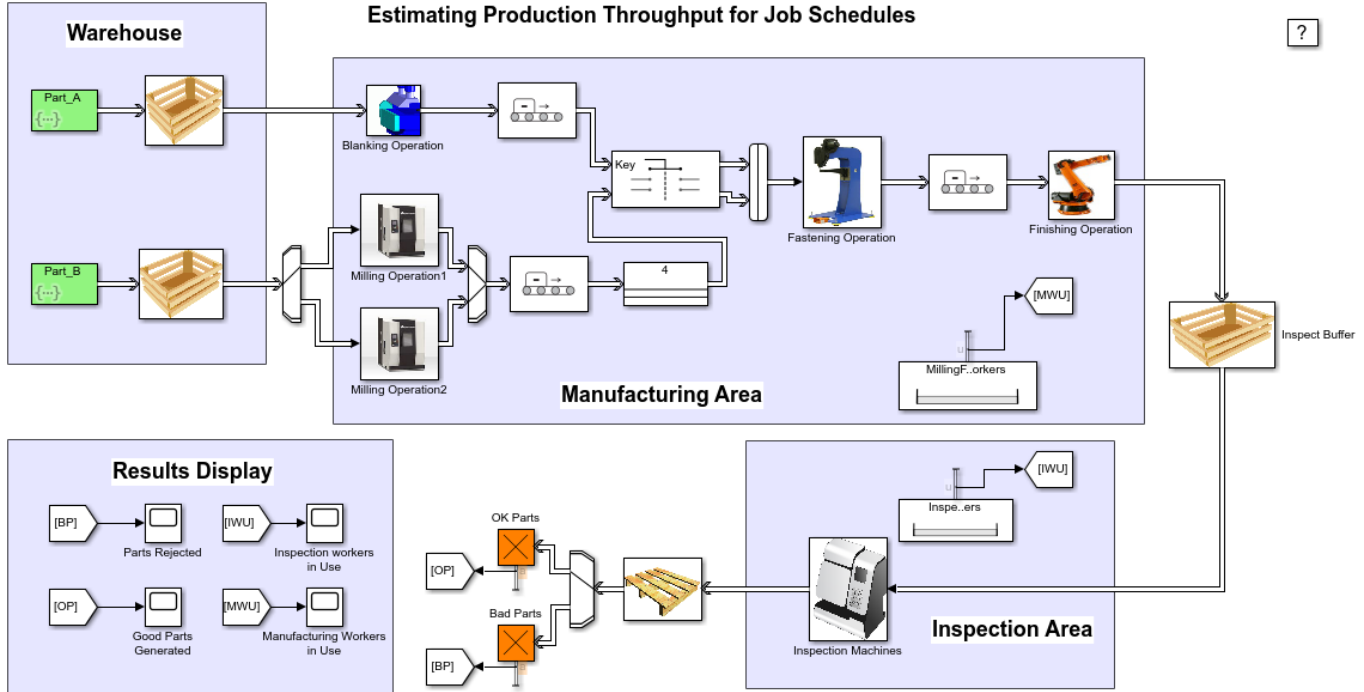 Estimating Production Throughput for Job Schedules
?
Warehouse
Part_A
{...}
Blanking Operation
Key
Fastening Operation
Finishing Operation
Part_B
{...}
Milling Operation1
4
Milling Operation2
[MWU]
u
MillingF..orkers
Manufacturing Area
Inspect Buffer
Results Display
[BP]
Parts Rejected
[IWU]
Inspection workers
in Use
[OP]
Good Parts
Generated
[MWU]
Manufacturing Workers
in Use
OK Parts
[OP]
Bad Parts
[BP]
[IWU]
u
Inspe..ers
Inspection Machines
Inspection Area